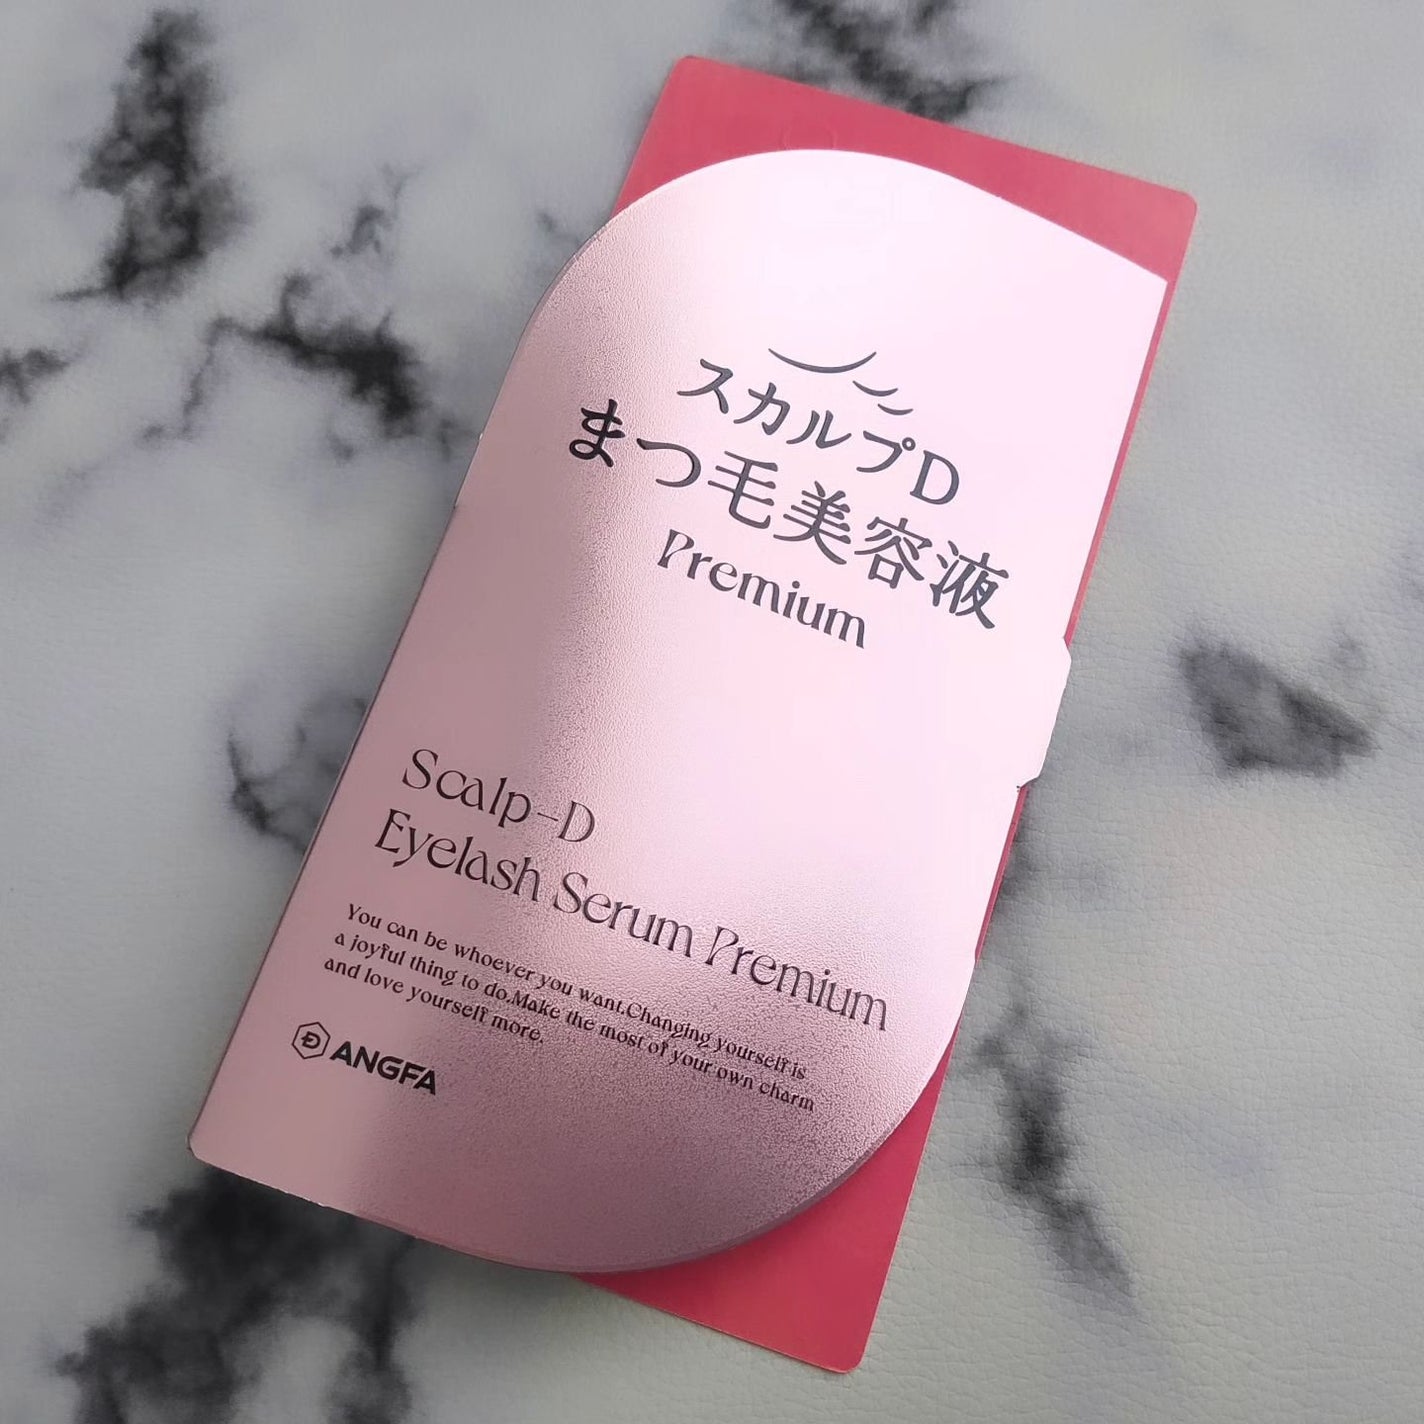 スカルプD
まつ毛美容液
Premium
Scalp-D
Eyelash Serum Premium
You can be whoever you want.Changing yourself is
a joyful thing to do.Make the most of your own charm
and love yourself more.
ANGFA